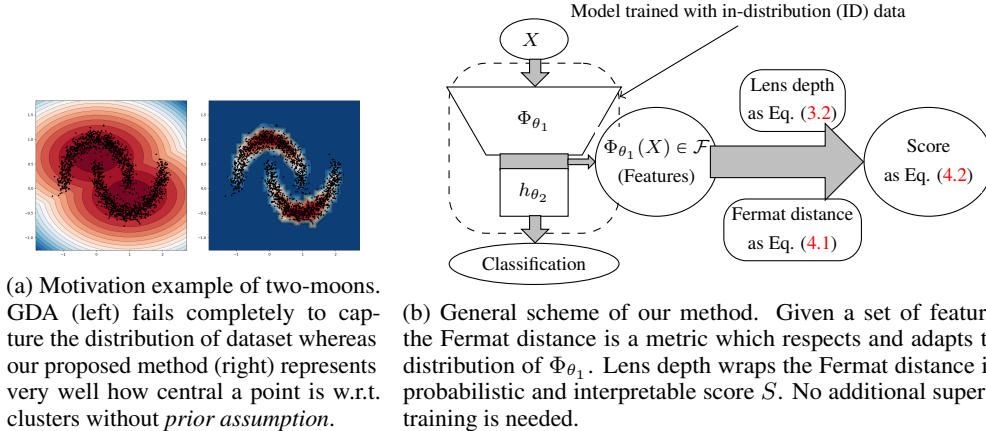 Model trained with in-distribution (ID) data
X
Φθ₁
Φθ₁(X) ∈ F
(Features)
hθ₂
Classification
Lens depth
as Eq. (3.2)
Fermat distance
as Eq. (4.1)
Score
as Eq. (4.2)
(a) Motivation example of two-moons.
GDA (left) fails completely to cap-
ture the distribution of dataset whereas
our proposed method (right) represents
very well how central a point is w.r.t.
clusters without prior assumption.
(b) General scheme of our method. Given a set of featur
the Fermat distance is a metric which respects and adapts t
distribution of Φθ₁. Lens depth wraps the Fermat distance i
probabilistic and interpretable score S. No additional super
training is needed.